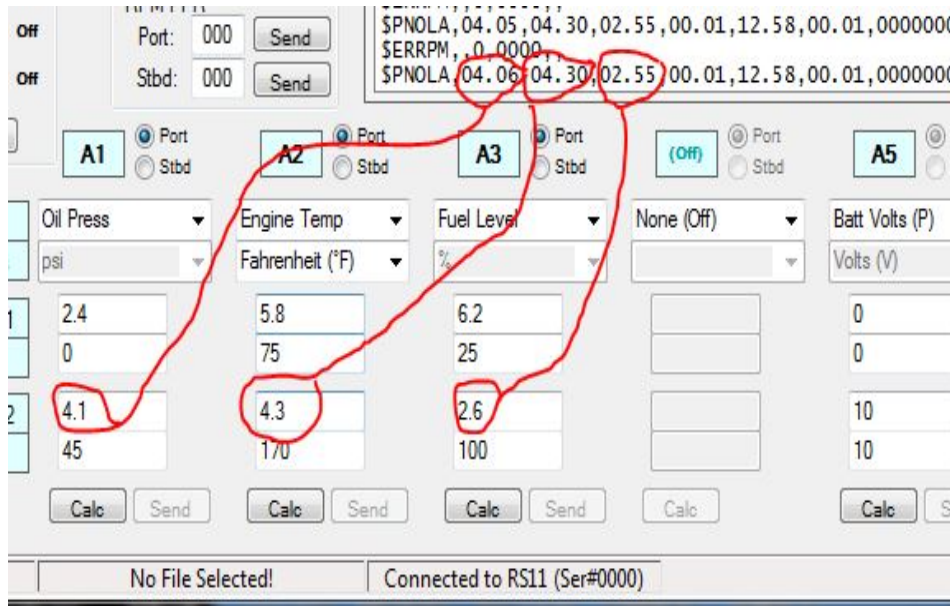 $ERRPM,,0,0000,,
Off Port: 000 Send $PNOLA,04.05,04.30,02.55,00.01,12.58,00.01,0000000
$ERRPM,,0,0000,,
Off Stbd: 000 Send $PNOLA,04.06,04.30,02.55,00.01,12.58,00.01,0000000
A1 Port Stbd A2 Port Stbd A3 Port Stbd (Off) Port Stbd A5
Oil Press Engine Temp Fuel Level None (Off) Batt Volts (P)
psi Fahrenheit (°F) % Volts (V)
1 2.4 5.8 6.2 0
0 75 25 0
2 4.1 4.3 2.6 10
45 170 100 10
Calc Send Calc Send Calc Send Calc Calc S
No File Selected! Connected to RS11 (Ser#0000)